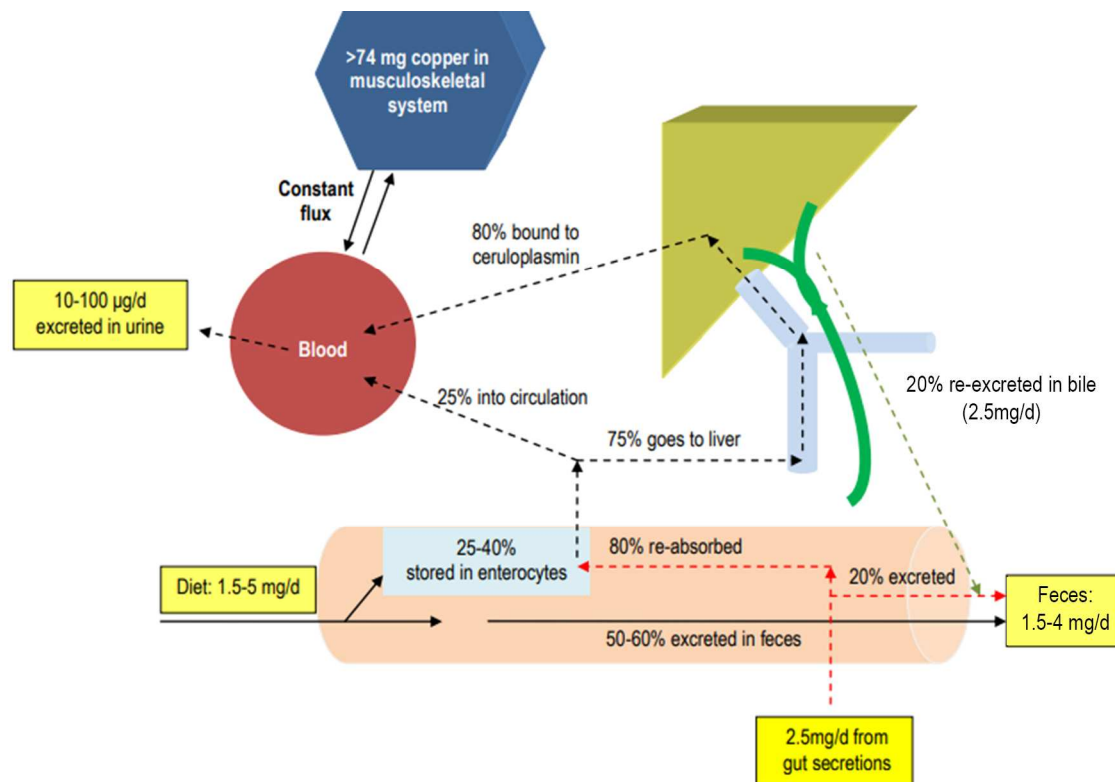 >74 mg copper in
musculoskeletal
system
Constant
flux
80% bound to
ceruloplasmin
10-100 µg/d
excreted in urine
Blood
25% into circulation
20% re-excreted in bile
(2.5mg/d)
75% goes to liver
25-40%
stored in enterocytes
80% re-absorbed
20% excreted
Diet: 1.5-5 mg/d
Feces:
1.5-4 mg/d
50-60% excreted in feces
2.5mg/d from
gut secretions